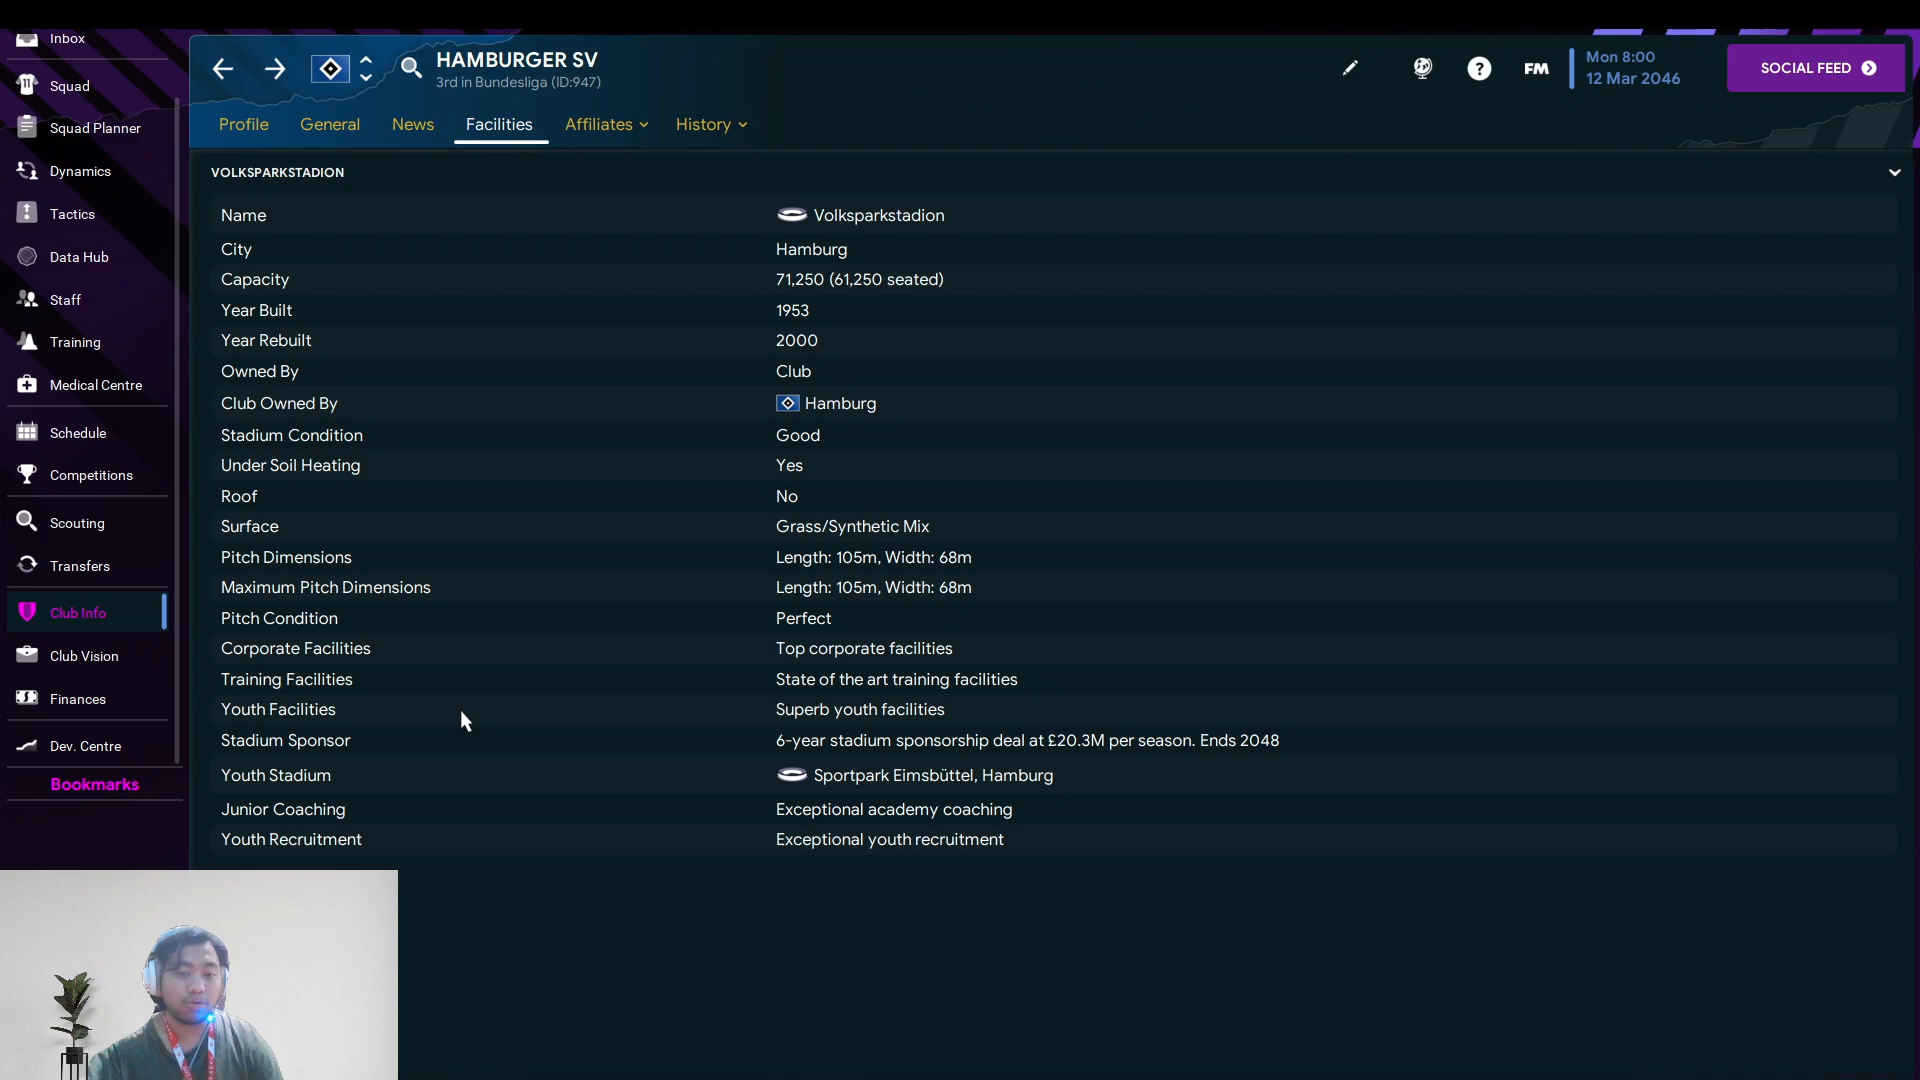 Inbox
Squad
Squad Planner
Dynamics
Tactics
Data Hub
Staff
Training
Medical Centre
Schedule
Competitions
Scouting
Transfers
Club Info
Club Vision
Finances
Dev. Centre
Bookmarks
HAMBURGER SV
3rd in Bundesliga (ID:947)
FM
Mon 8:00
12 Mar 2046
SOCIAL FEED
Profile General News Facilities Affiliates History
VOLKSPARKSTADION
Name Volksparkstadion
City Hamburg
Capacity 71,250 (61,250 seated)
Year Built 1953
Year Rebuilt 2000
Owned By Club
Club Owned By Hamburg
Stadium Condition Good
Under Soil Heating Yes
Roof No
Surface Grass/Synthetic Mix
Pitch Dimensions Length: 105m, Width: 68m
Maximum Pitch Dimensions Length: 105m, Width: 68m
Pitch Condition Perfect
Corporate Facilities Top corporate facilities
Training Facilities State of the art training facilities
Youth Facilities Superb youth facilities
Stadium Sponsor 6-year stadium sponsorship deal at £20.3M per season. Ends 2048
Youth Stadium Sportpark Eimsbüttel, Hamburg
Junior Coaching Exceptional academy coaching
Youth Recruitment Exceptional youth recruitment